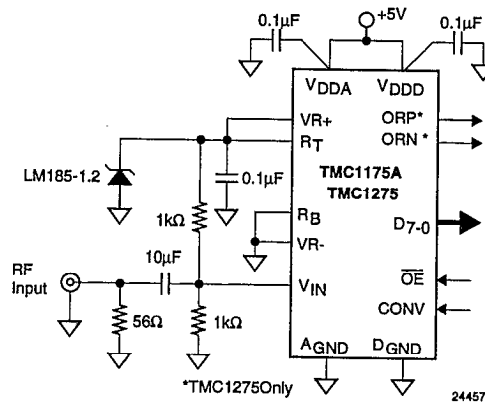 +5V
0.1µF
0.1µF
VDDA
VDDD
VR+
ORP*
RT
ORN *
TMC1175A
TMC1275
LM185-1.2
0.1µF
1kΩ
RB
D7-0
VR-
10µF
RF
Input
VIN
OE
CONV
56Ω
1kΩ
AGND
DGND
*TMC1275Only
24457